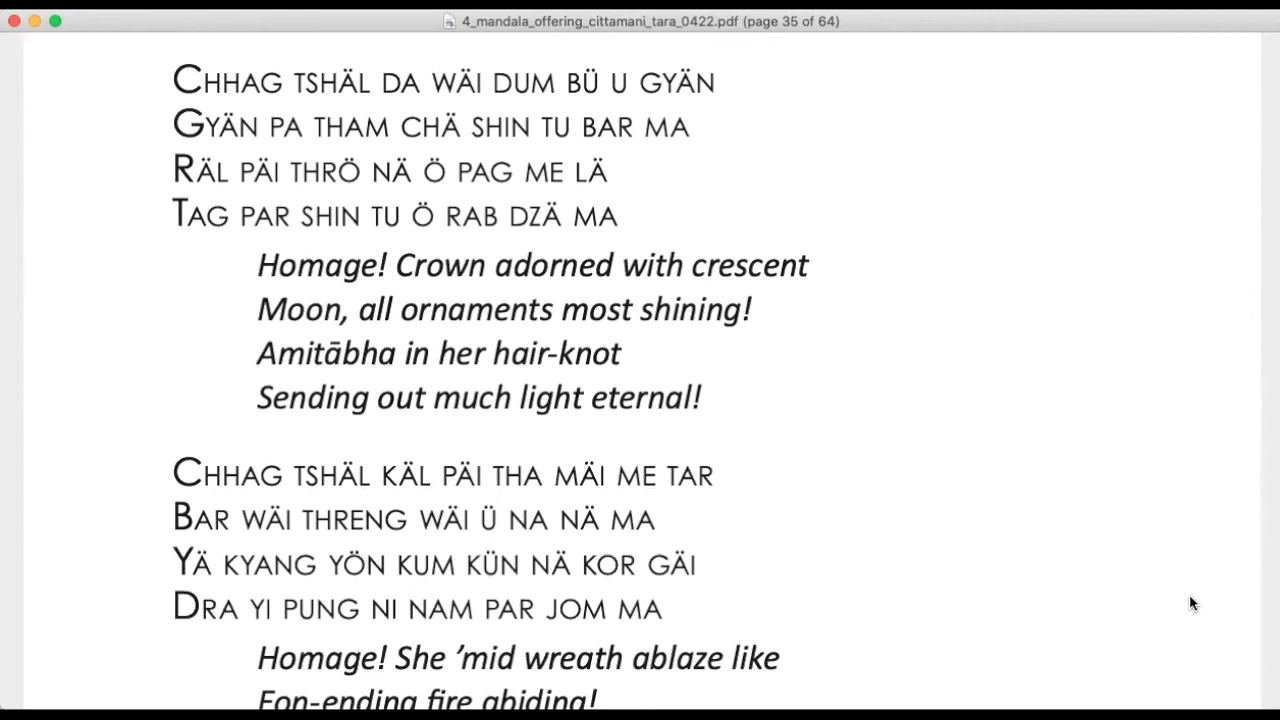 4_mandala_offering_cittamani_tara_0422.pdf (page 35 of 64)
CHHAG TSHÄL DA WÄI DUM BÜ U GYÄN
GYÄN PA THAM CHÄ SHIN TU BAR MA
RÄL PÄI THRÖ NÄ Ö PAG ME LÄ
TAG PAR SHIN TU Ö RAB DZÄ MA
Homage! Crown adorned with crescent
Moon, all ornaments most shining!
Amitābha in her hair-knot
Sending out much light eternal!
CHHAG TSHÄL KÄL PÄI THA MÄI ME TAR
BAR WÄI THRENG WÄI Ü NA NÄ MA
YÄ KYANG YÖN KUM KÜN NÄ KOR GÄI
DRA YI PUNG NI NAM PAR JOM MA
Homage! She ’mid wreath ablaze like
Eon-ending fire abiding!